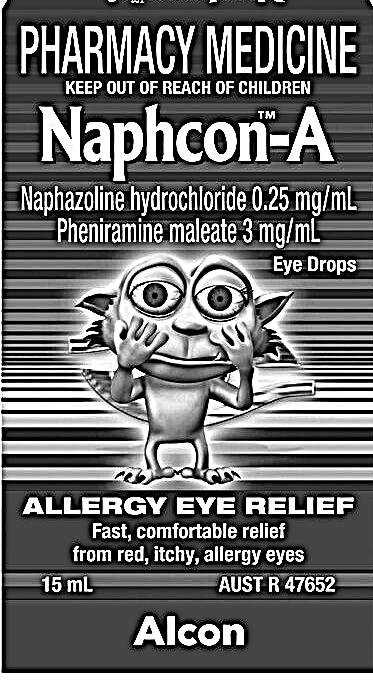 PHARMACY MEDICINE
KEEP OUT OF REACH OF CHILDREN
Naphcon™-A
Naphazoline hydrochloride 0.25 mg/mL
Pheniramine maleate 3 mg/mL
Eye Drops
ALLERGY EYE RELIEF
Fast, comfortable relief
from red, itchy, allergy eyes
15 mL AUST R 47652
Alcon